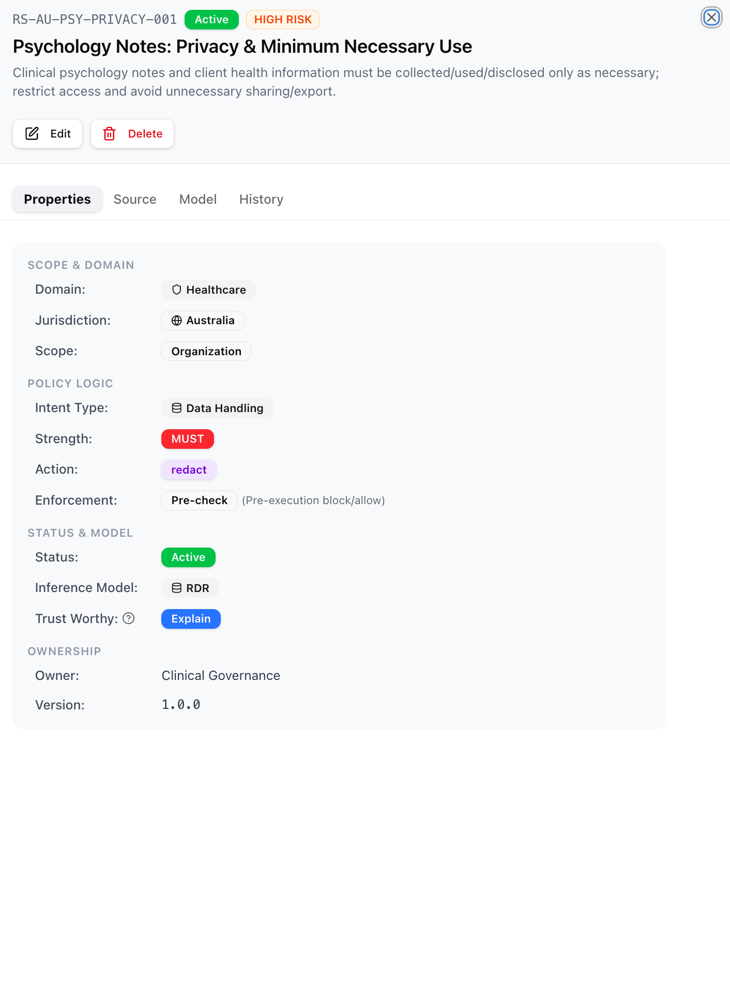 RS-AU-PSY-PRIVACY-001 Active HIGH RISK
Psychology Notes: Privacy & Minimum Necessary Use
Clinical psychology notes and client health information must be collected/used/disclosed only as necessary;
restrict access and avoid unnecessary sharing/export.
Edit Delete
Properties Source Model History
SCOPE & DOMAIN
Domain: Healthcare
Jurisdiction: Australia
Scope: Organization
POLICY LOGIC
Intent Type: Data Handling
Strength: MUST
Action: redact
Enforcement: Pre-check (Pre-execution block/allow)
STATUS & MODEL
Status: Active
Inference Model: RDR
Trust Worthy: Explain
OWNERSHIP
Owner: Clinical Governance
Version: 1.0.0